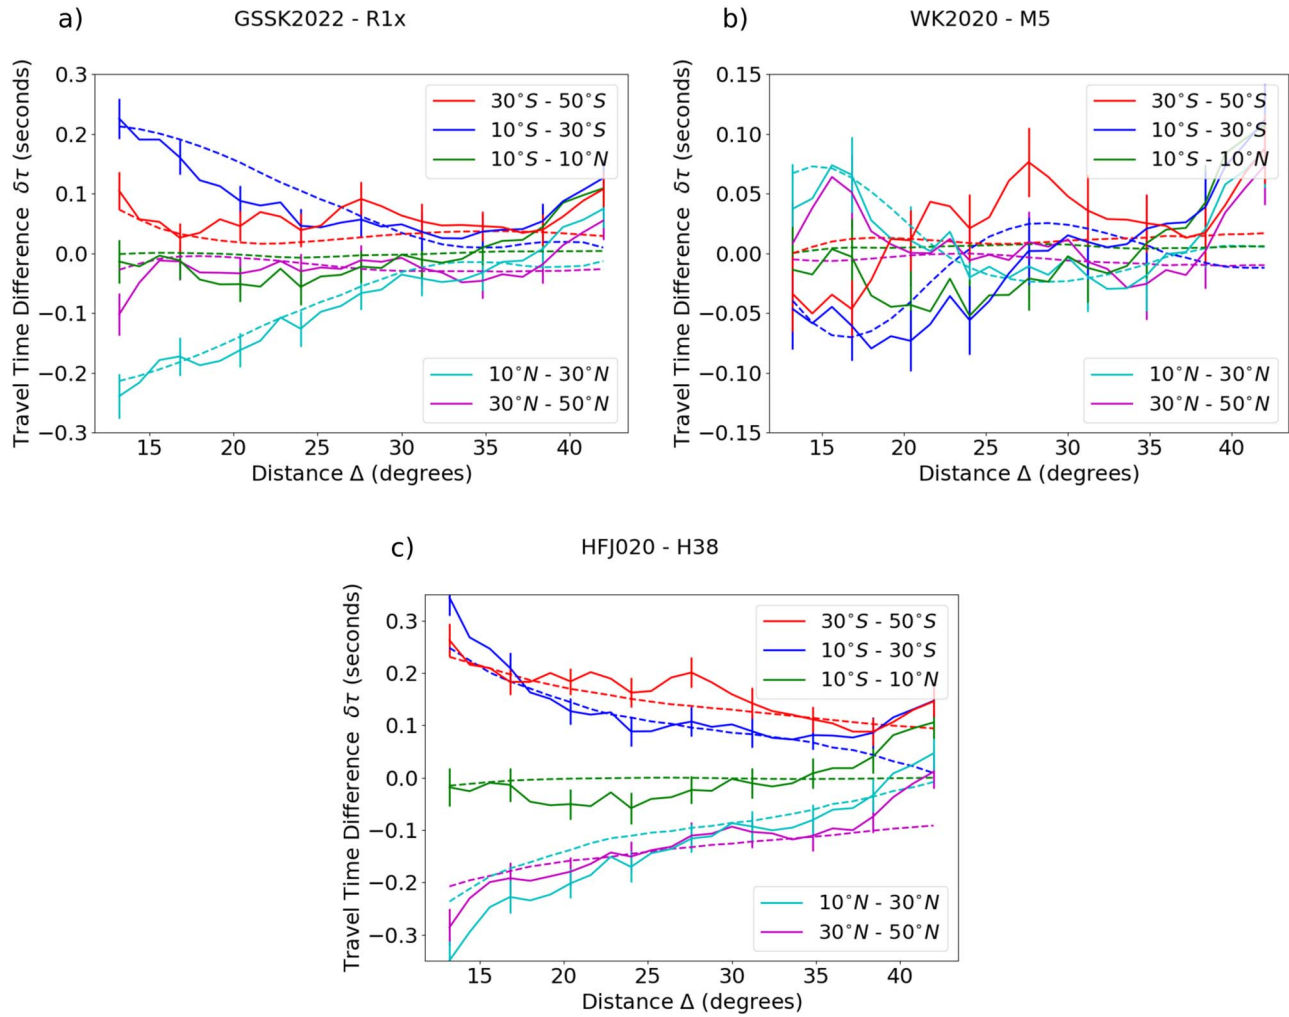 a)
GSSK2022 - R1x
Travel Time Difference δτ (seconds)
0.3
0.2
0.1
0.0
−0.1
−0.2
−0.3
30°S - 50°S
10°S - 30°S
10°S - 10°N
10°N - 30°N
30°N - 50°N
15 20 25 30 35 40
Distance Δ (degrees)
b)
WK2020 - M5
Travel Time Difference δτ (seconds)
0.15
0.10
0.05
0.00
−0.05
−0.10
−0.15
30°S - 50°S
10°S - 30°S
10°S - 10°N
10°N - 30°N
30°N - 50°N
15 20 25 30 35 40
Distance Δ (degrees)
c)
HFJ020 - H38
Travel Time Difference δτ (seconds)
0.3
0.2
0.1
0.0
−0.1
−0.2
−0.3
30°S - 50°S
10°S - 30°S
10°S - 10°N
10°N - 30°N
30°N - 50°N
15 20 25 30 35 40
Distance Δ (degrees)